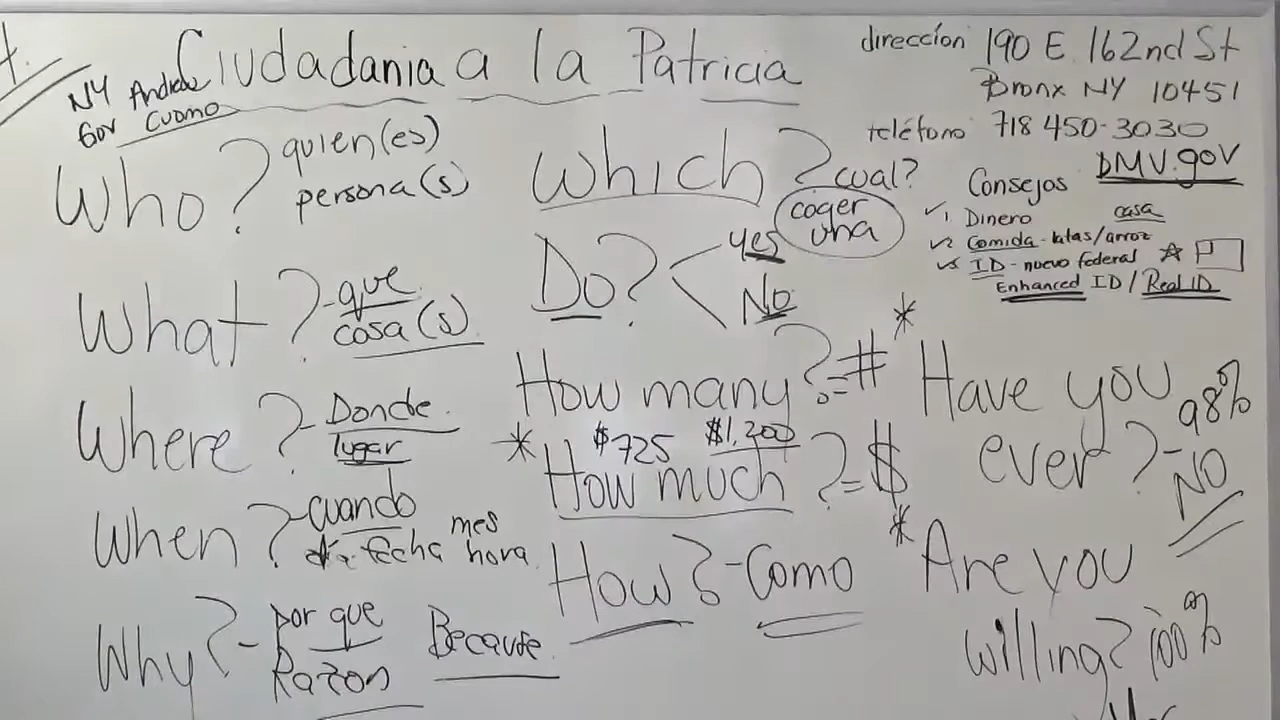 Ciudadania a la Patricia
NY Andrew
Gov Cuomo
dirección 190 E. 162nd St
Bronx NY 10451
teléfono 718 450-3030
Who? quien(es)
persona(s)
What? - que
cosa(s)
Where? - Donde
lugar
When? - cuando
fecha mes
hora
Why? - por que
Razon
Because
Which? cual?
coger
una
Do? < yes
No
How many? = #
* $725 $1,200
How much? = $
How? - Como
Consejos DMV.gov
✓1 Dinero casa
✓2 Comida - latas/arroz
✓3 ID - nuevo federal ☆
Enhanced ID / Real ID
* Have you
ever? - 98%
NO
* Are you
willing? 100%